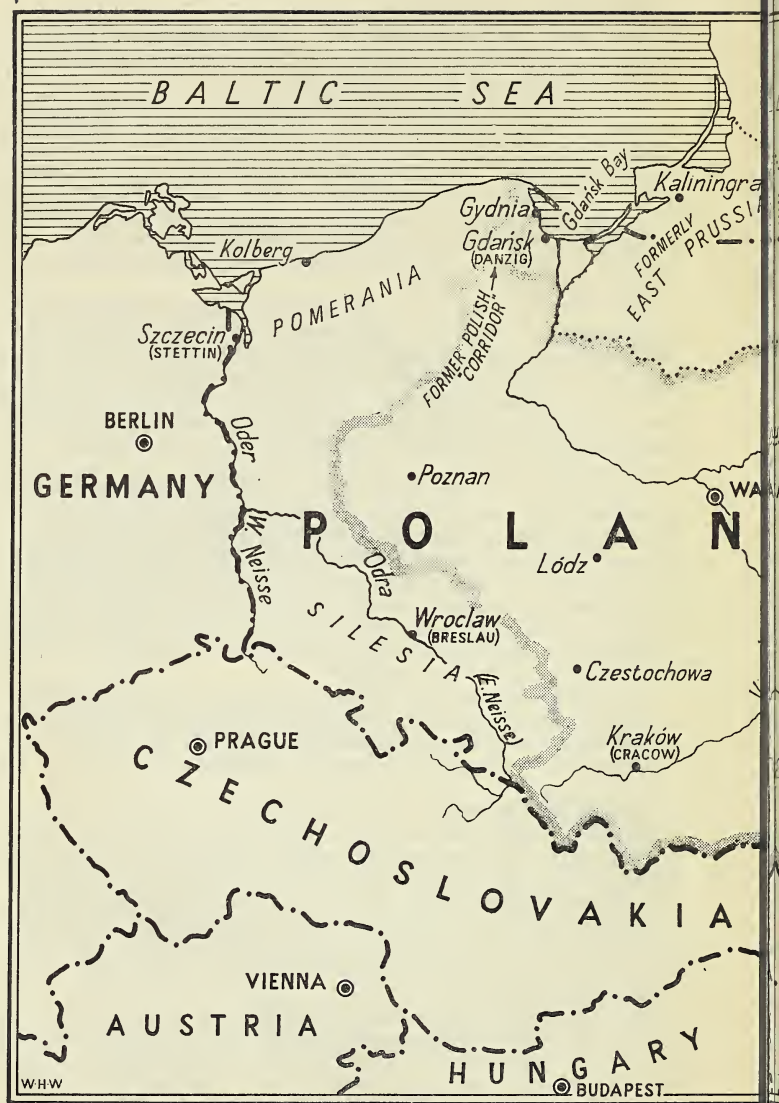 BALTIC SEA
Gdańsk Bay
Kaliningra
Gydnia
Gdańsk
(DANZIG)
FORMERLY
EAST PRUSSI
Kolberg
POMERANIA
FORMER POLISH
CORRIDOR
Szczecin
(STETTIN)
BERLIN
Oder
GERMANY
Poznan
WA
POLAN
(W. Neisse
Odra
Lódz
SILESIA
Wroclaw
(BRESLAU)
(E. Neisse)
Czestochowa
PRAGUE
Kraków
(CRACOW)
CZECHOSLOVAKIA
VIENNA
AUSTRIA
HUNGARY
W·H·W
BUDAPEST